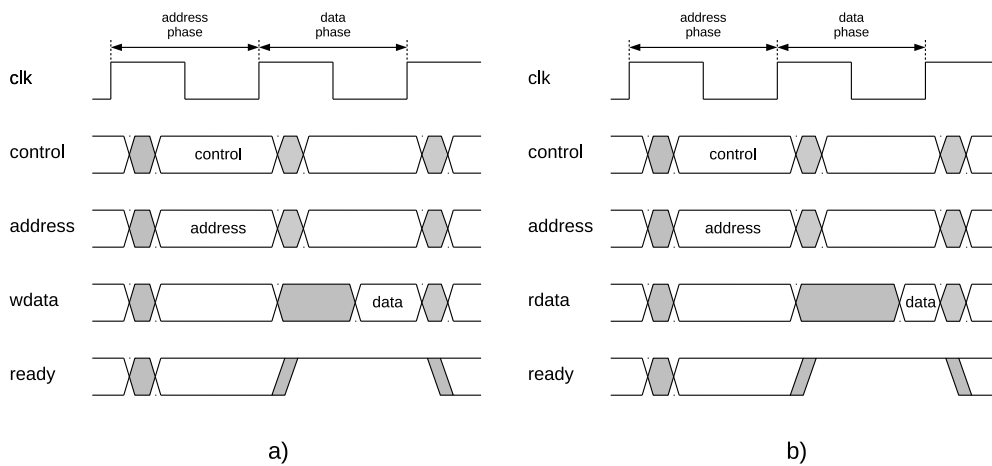 address
phase
data
phase
clk
control
control
address
address
wdata
data
ready
a)
address
phase
data
phase
clk
control
control
address
address
rdata
data
ready
b)